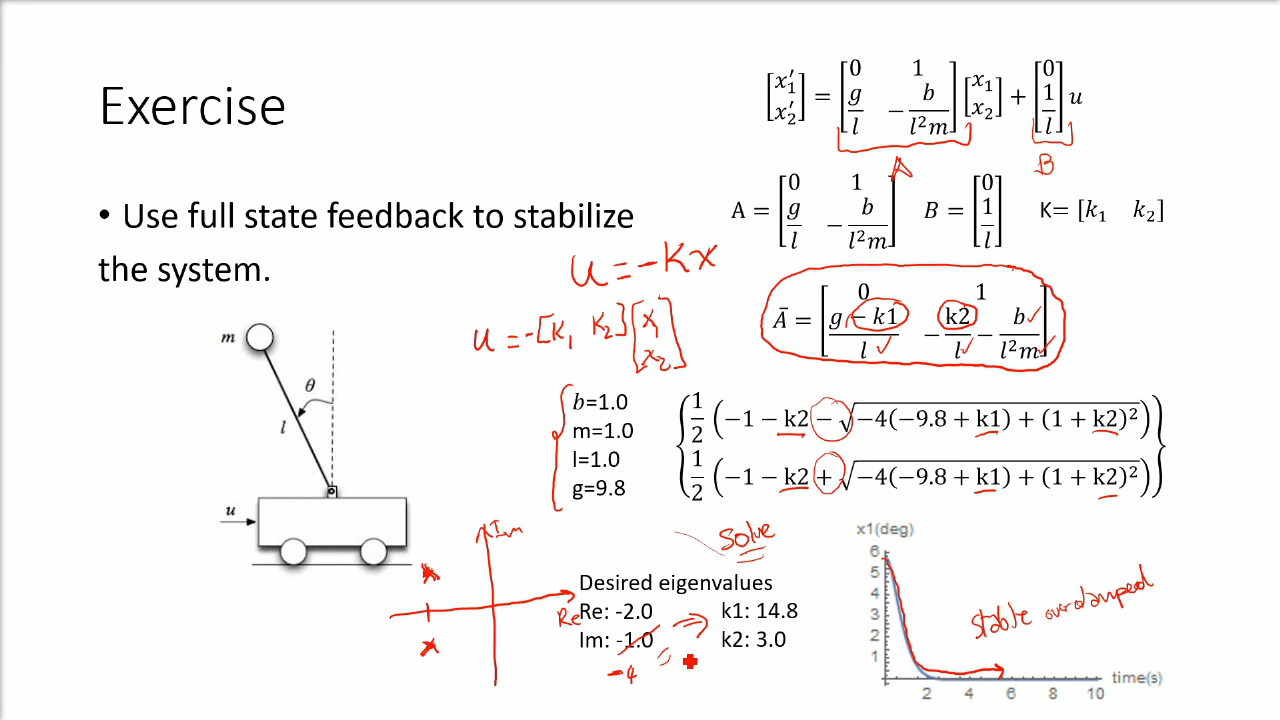 Exercise
• Use full state feedback to stabilize
the system.
[x₁′ x₂′] = [0 1; g/l −b/(l²m)] [x₁ x₂] + [0; 1/l] u
A
B
A = [0 1; g/l −b/(l²m)] B = [0; 1/l] K= [k₁ k₂]
u = -Kx
u = -[K₁ K₂] [x₁ x₂]
Ā = [0 1; (g − k1)/l −k2/l − b/(l²m)]
m
θ
l
u
b=1.0
m=1.0
l=1.0
g=9.8
{1/2 (−1 − k2 − √(−4(−9.8 + k1) + (1 + k2)²))
1/2 (−1 − k2 + √(−4(−9.8 + k1) + (1 + k2)²))}
Im
Re
Solve
Desired eigenvalues
Re: -2.0
Im: -1.0
-4
k1: 14.8
k2: 3.0
x1(deg)
6
5
4
3
2
1
2 4 6 8 10 time(s)
Stable overdamped